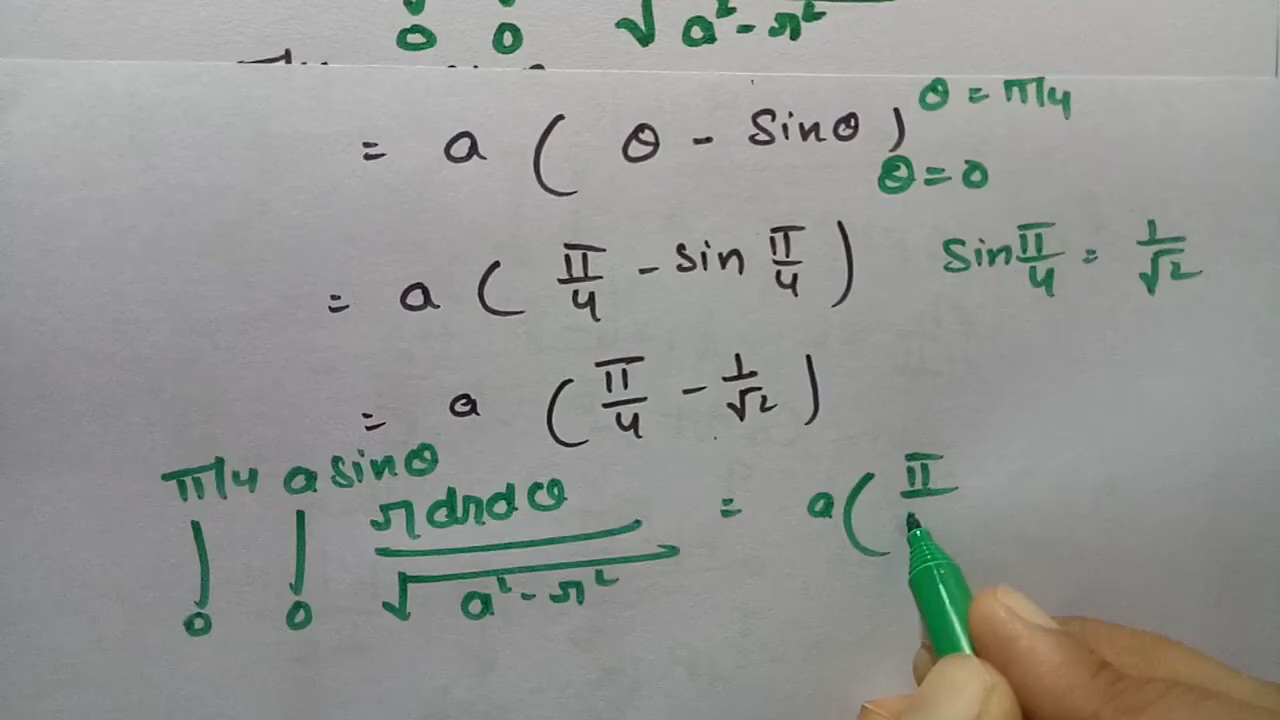 0 0 √a²-r²
= a ( θ - Sinθ ) θ = π/4
θ = 0
= a ( π/4 - sin π/4 ) Sin π/4 = 1/√2
= a ( π/4 - 1/√2 )
π/4 a sinθ
∫ ∫ r dr dθ / √a²-r² = a ( π
0 0